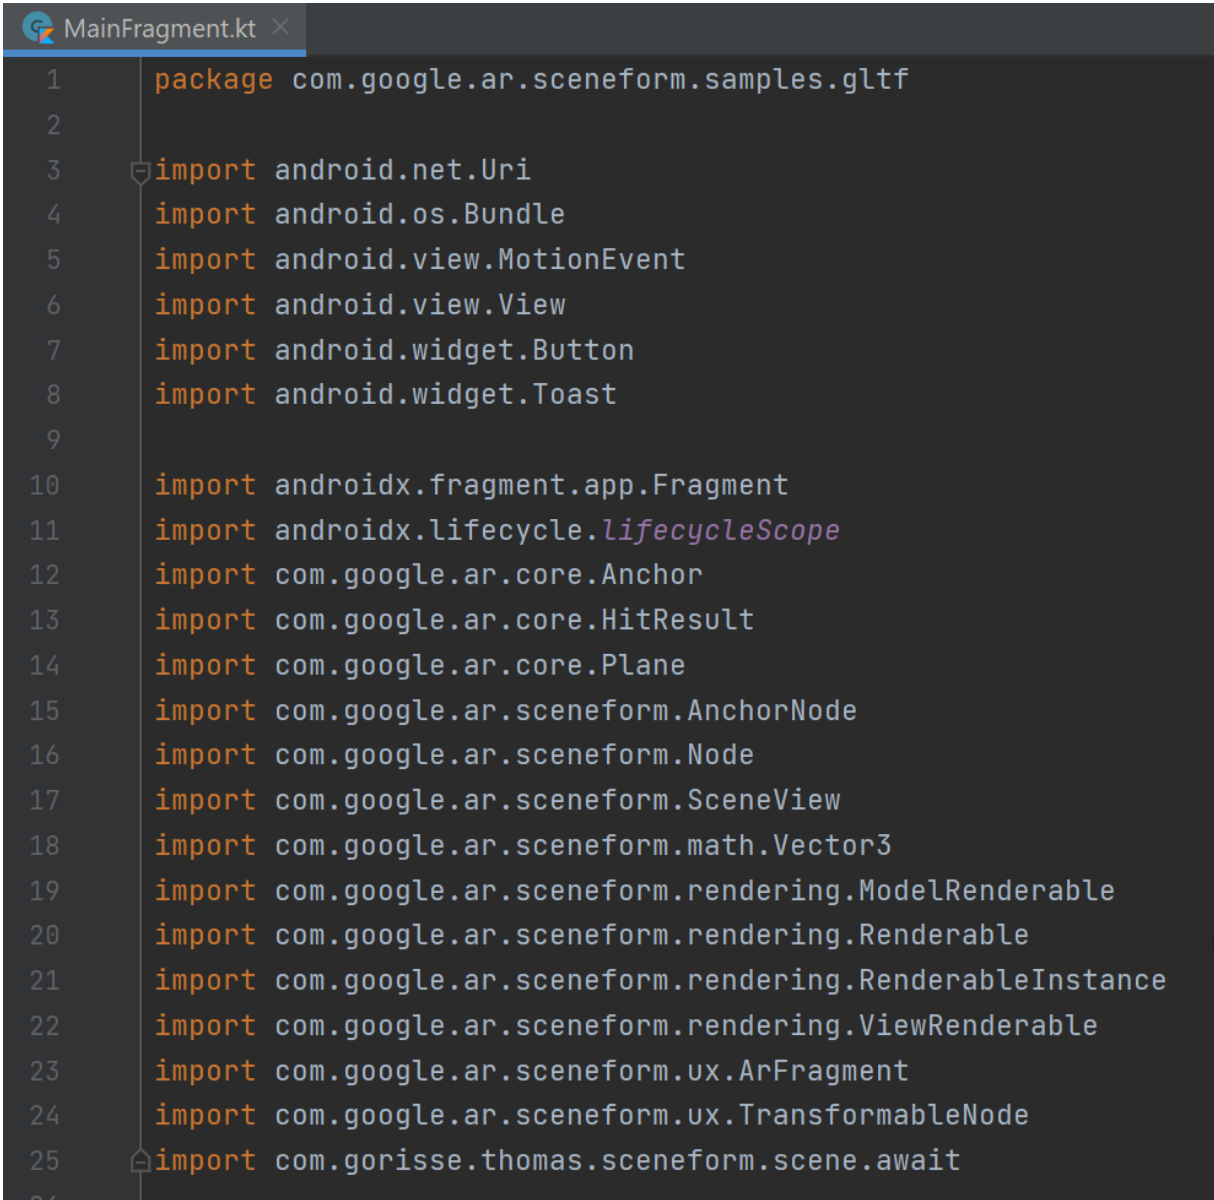 MainFragment.kt
1 package com.google.ar.sceneform.samples.gltf
2
3 import android.net.Uri
4 import android.os.Bundle
5 import android.view.MotionEvent
6 import android.view.View
7 import android.widget.Button
8 import android.widget.Toast
9
10 import androidx.fragment.app.Fragment
11 import androidx.lifecycle.lifecycleScope
12 import com.google.ar.core.Anchor
13 import com.google.ar.core.HitResult
14 import com.google.ar.core.Plane
15 import com.google.ar.sceneform.AnchorNode
16 import com.google.ar.sceneform.Node
17 import com.google.ar.sceneform.SceneView
18 import com.google.ar.sceneform.math.Vector3
19 import com.google.ar.sceneform.rendering.ModelRenderable
20 import com.google.ar.sceneform.rendering.Renderable
21 import com.google.ar.sceneform.rendering.RenderableInstance
22 import com.google.ar.sceneform.rendering.ViewRenderable
23 import com.google.ar.sceneform.ux.ArFragment
24 import com.google.ar.sceneform.ux.TransformableNode
25 import com.gorisse.thomas.sceneform.scene.await